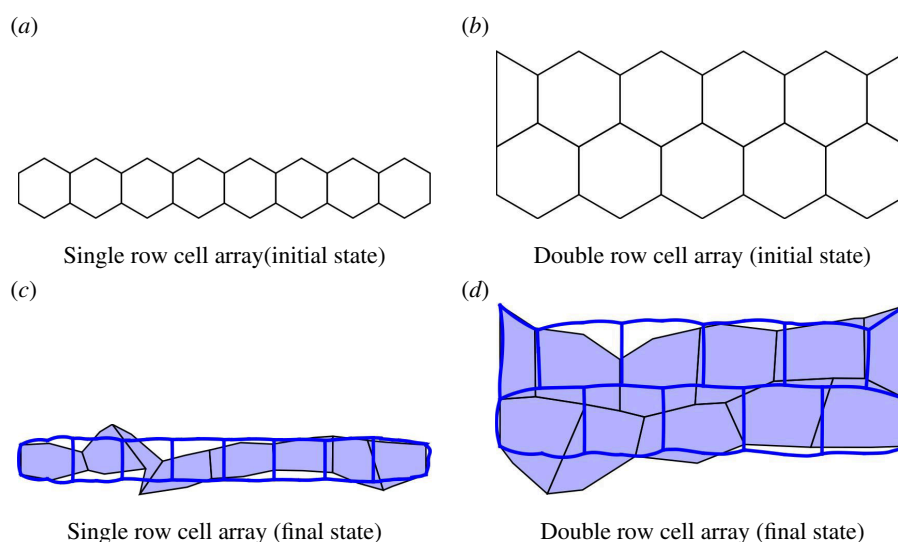 (a)
(b)
Single row cell array(initial state)
Double row cell array (initial state)
(c)
(d)
Single row cell array (final state)
Double row cell array (final state)